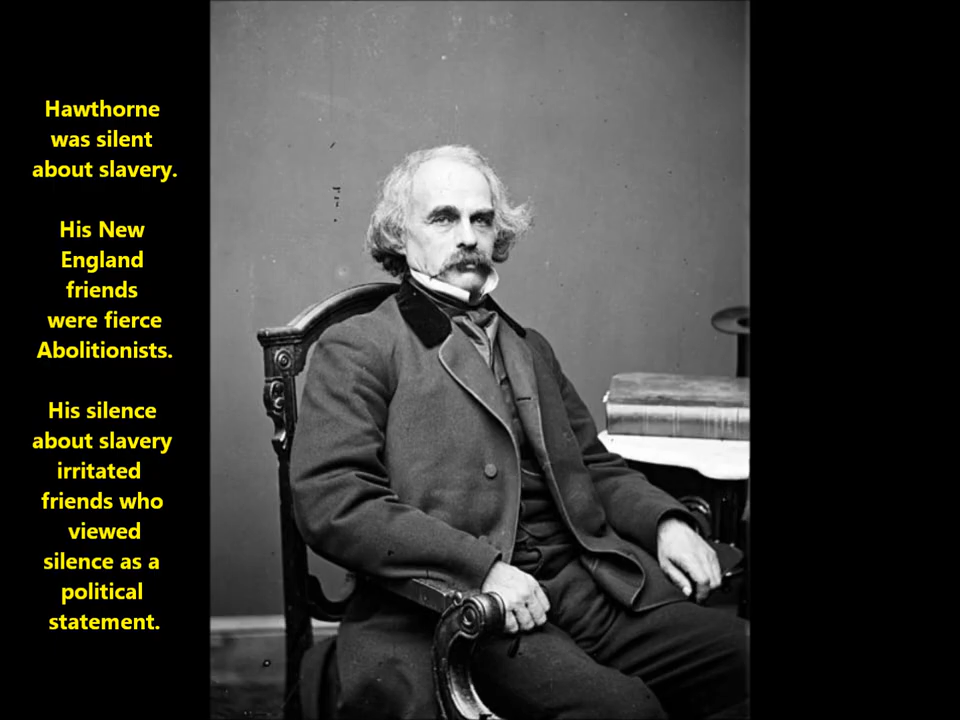 Hawthorne
was silent
about slavery.
His New
England
friends
were fierce
Abolitionists.
His silence
about slavery
irritated
friends who
viewed
silence as a
political
statement.